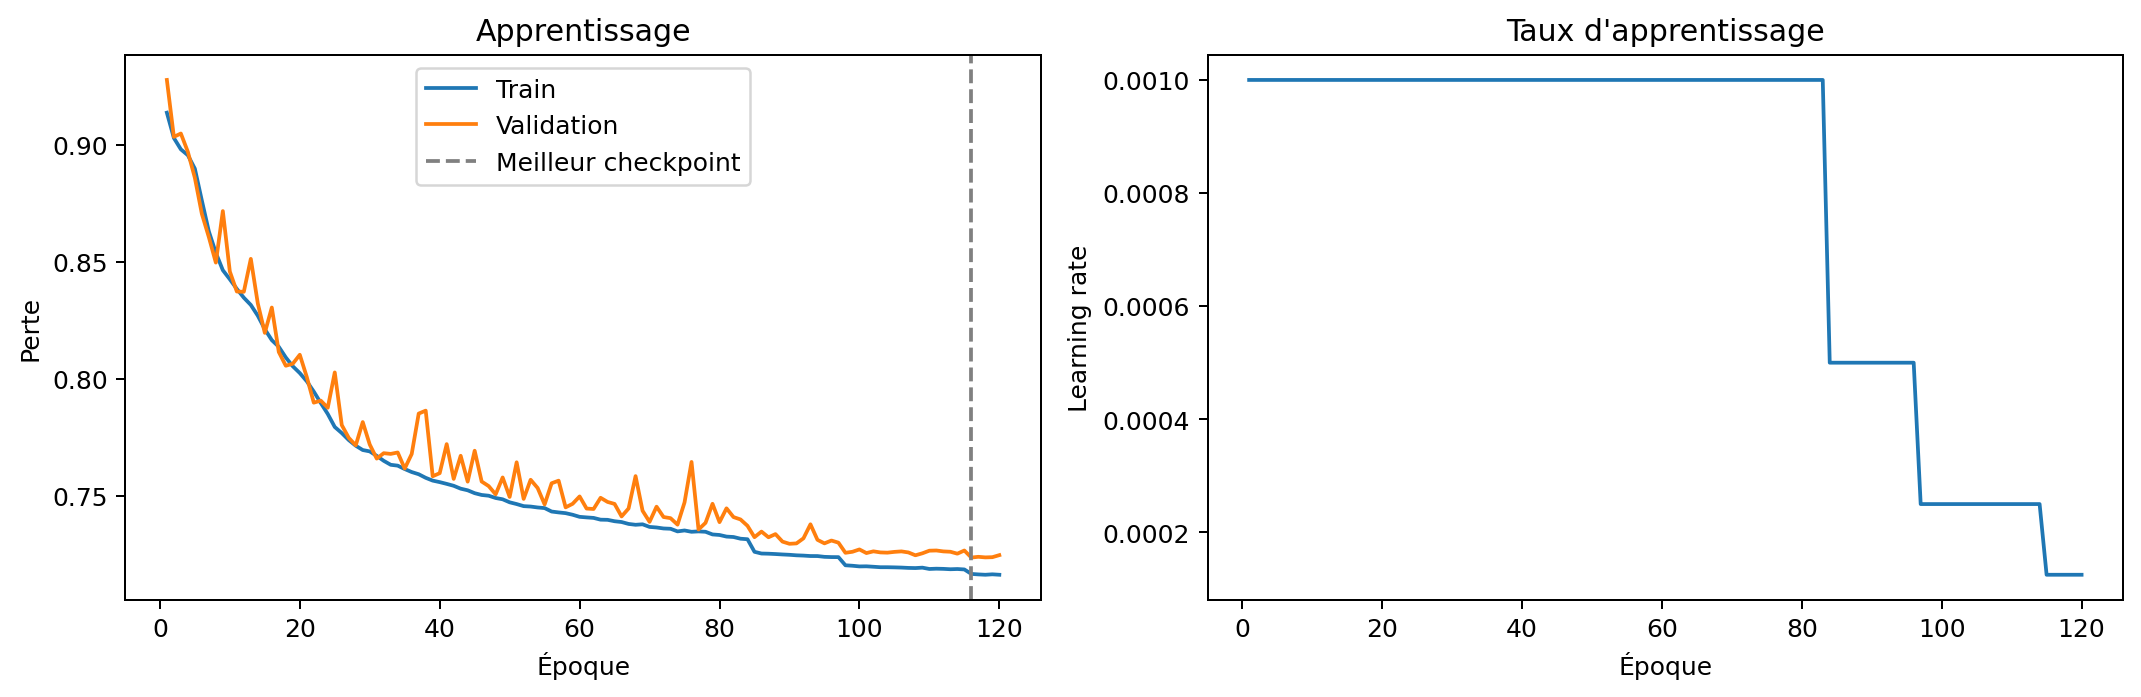 Apprentissage
Train
Validation
Meilleur checkpoint
Perte
0.90
0.85
0.80
0.75
0 20 40 60 80 100 120
Époque
Taux d'apprentissage
Learning rate
0.0010
0.0008
0.0006
0.0004
0.0002
0 20 40 60 80 100 120
Époque